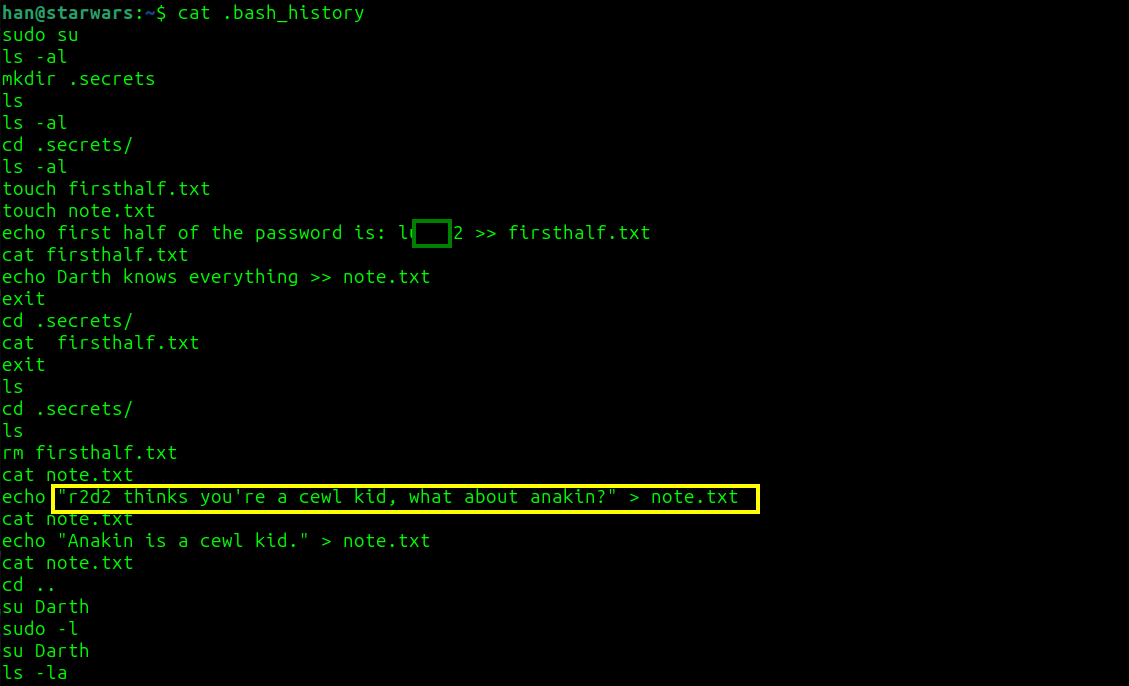 han@starwars:~$ cat .bash_history
sudo su
ls -al
mkdir .secrets
ls
ls -al
cd .secrets/
ls -al
touch firsthalf.txt
touch note.txt
echo first half of the password is: 2 >> firsthalf.txt
cat firsthalf.txt
echo Darth knows everything >> note.txt
exit
cd .secrets/
cat  firsthalf.txt
exit
ls
cd .secrets/
ls
rm firsthalf.txt
cat note.txt
echo "r2d2 thinks you're a cewl kid, what about anakin?" > note.txt
cat note.txt
echo "Anakin is a cewl kid." > note.txt
cat note.txt
cd ..
su Darth
sudo -l
su Darth
ls -la